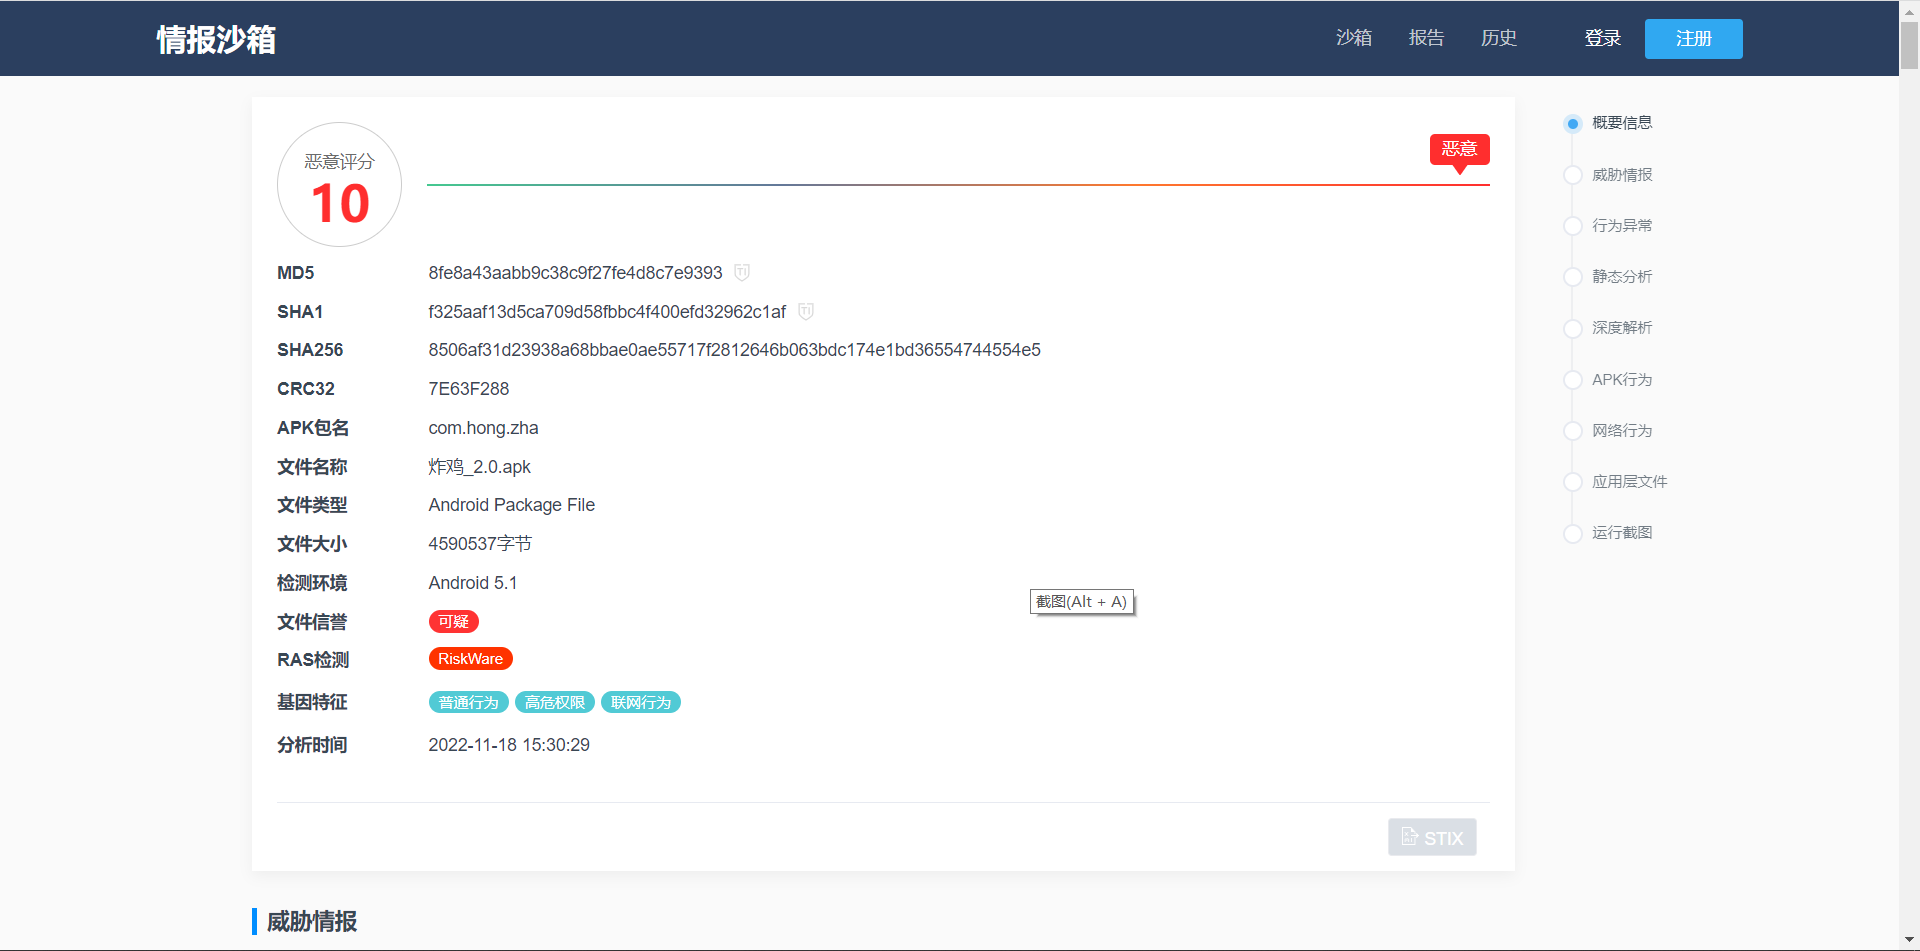 情报沙箱
沙箱 报告 历史 登录 注册
恶意评分
10
恶意
MD5 8fe8a43aabb9c38c9f27fe4d8c7e9393
SHA1 f325aaf13d5ca709d58fbbc4f400efd32962c1af
SHA256 8506af31d23938a68bbae0ae55717f2812646b063bdc174e1bd36554744554e5
CRC32 7E63F288
APK包名 com.hong.zha
文件名称 炸鸡_2.0.apk
文件类型 Android Package File
文件大小 4590537字节
检测环境 Android 5.1
文件信誉 可疑
RAS检测 RiskWare
基因特征 普通行为 高危权限 联网行为
分析时间 2022-11-18 15:30:29
截图(Alt + A)
STIX
威胁情报
概要信息
威胁情报
行为异常
静态分析
深度解析
APK行为
网络行为
应用层文件
运行截图